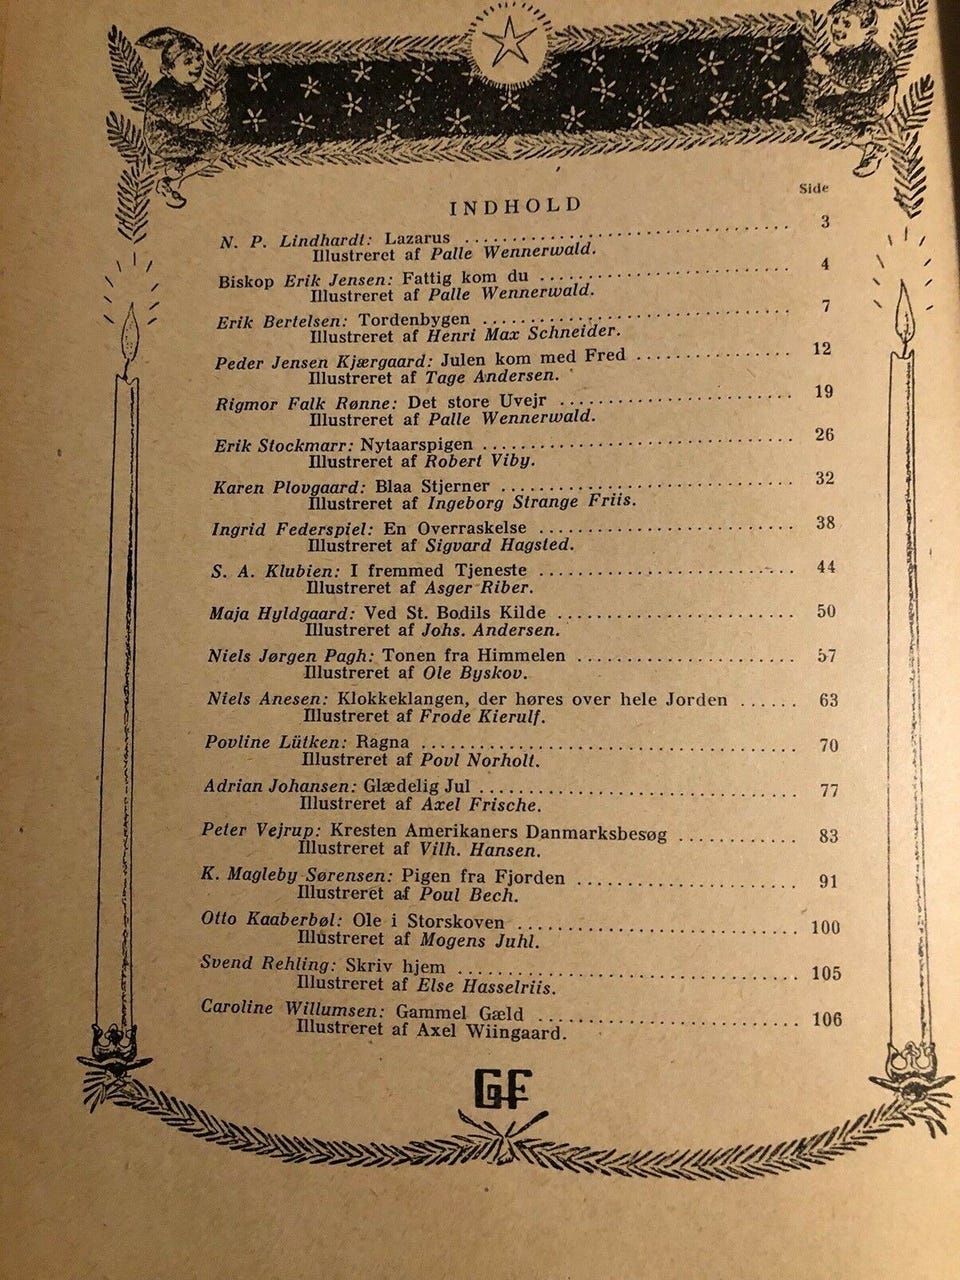 INDHOLD
Side
N. P. Lindhardt: Lazarus ........................................ 3
Illustreret af Palle Wennerwald.
Biskop Erik Jensen: Fattig kom du ........................................ 4
Illustreret af Palle Wennerwald.
Erik Bertelsen: Tordenbygen ........................................ 7
Illustreret af Henri Max Schneider.
Peder Jensen Kjærgaard: Julen kom med Fred ................ 12
Illustreret af Tage Andersen.
Rigmor Falk Rønne: Det store Uvejr ........................ 19
Illustreret af Palle Wennerwald.
Erik Stockmarr: Nytaarspigen ................................ 26
Illustreret af Robert Viby.
Karen Plovgaard: Blaa Stjerner ................................ 32
Illustreret af Ingeborg Strange Friis.
Ingrid Federspiel: En Overraskelse ........................ 38
Illustreret af Sigvard Hagsted.
S. A. Klubien: I fremmed Tjeneste ........................ 44
Illustreret af Asger Riber.
Maja Hyldgaard: Ved St. Bodils Kilde ........................ 50
Illustreret af Johs. Andersen.
Niels Jørgen Pagh: Tonen fra Himmelen .................... 57
Illustreret af Ole Byskov.
Niels Anesen: Klokkeklangen, der høres over hele Jorden ...... 63
Illustreret af Frode Kierulf.
Povline Lütken: Ragna ................................ 70
Illustreret af Povl Norholt.
Adrian Johansen: Glædelig Jul ............................ 77
Illustreret af Axel Frische.
Peter Vejrup: Kresten Amerikaners Danmarksbesøg ............ 83
Illustreret af Vilh. Hansen.
K. Magleby Sørensen: Pigen fra Fjorden .................... 91
Illustreret af Poul Bech.
Otto Kaaberbøl: Ole i Storskoven ........................ 100
Illustreret af Mogens Juhl.
Svend Rehling: Skriv hjem ............................ 105
Illustreret af Else Hasselriis.
Caroline Willumsen: Gammel Gæld ........................ 106
Illustreret af Axel Wiingaard.
GF